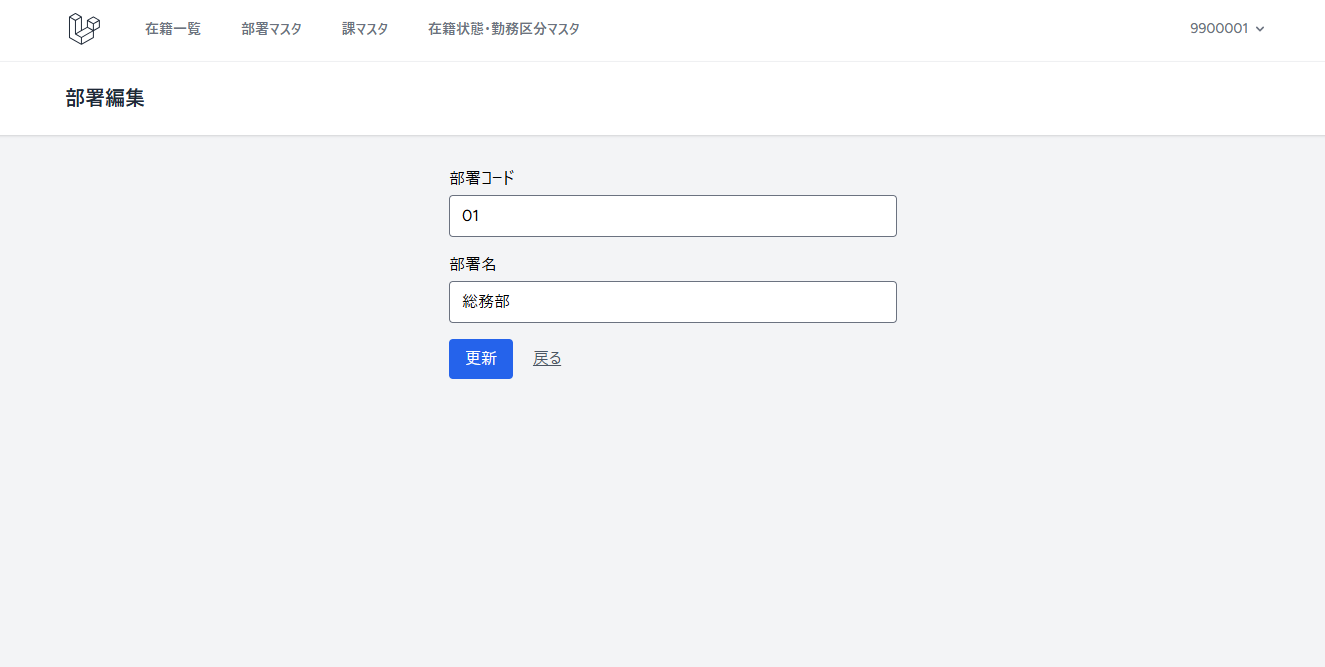 在籍一覧 部署マスタ 課マスタ 在籍状態・勤務区分マスタ 9900001
部署編集
部署コード
01
部署名
総務部
更新 戻る